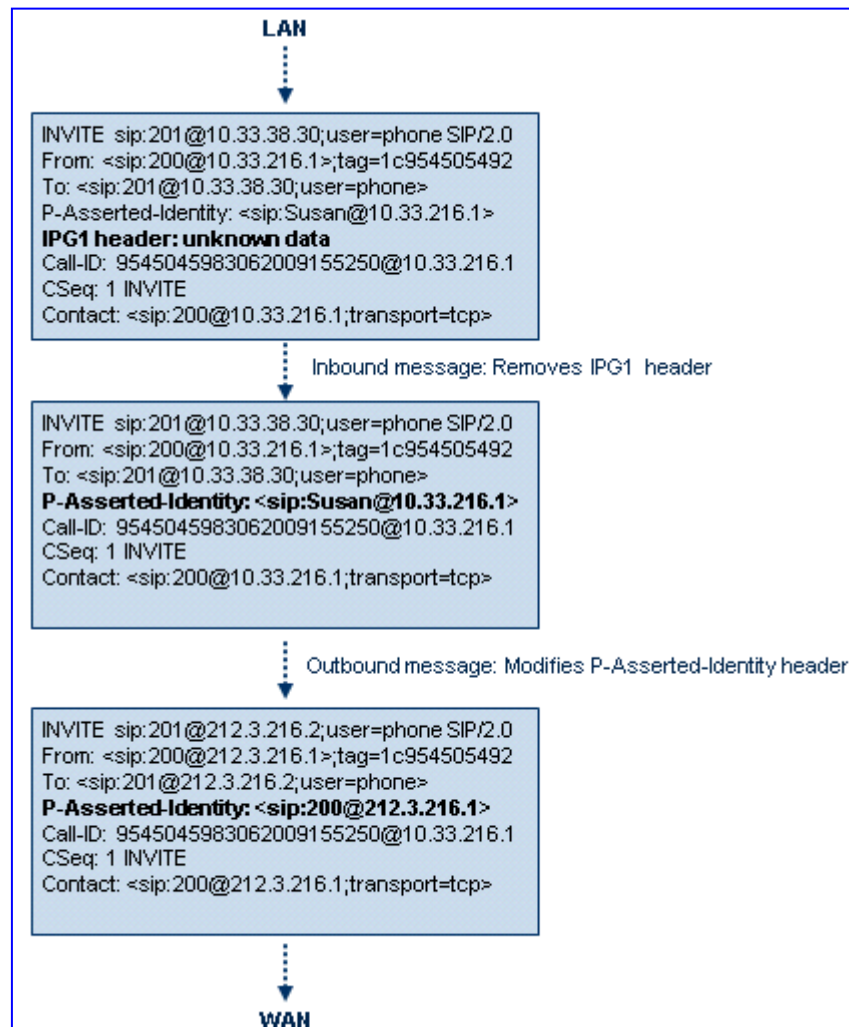 LAN
INVITE sip:201@10.33.38.30;user=phone SIP/2.0
From: <sip:200@10.33.216.1>;tag=1c954505492
To: <sip:201@10.33.38.30;user=phone>
P-Asserted-Identity: <sip:Susan@10.33.216.1>
IPG1 header: unknown data
Call-ID: 9545045983062009155250@10.33.216.1
CSeq: 1 INVITE
Contact: <sip:200@10.33.216.1;transport=tcp>
Inbound message: Removes IPG1 header
INVITE sip:201@10.33.38.30;user=phone SIP/2.0
From: <sip:200@10.33.216.1>;tag=1c954505492
To: <sip:201@10.33.38.30;user=phone>
P-Asserted-Identity: <sip:Susan@10.33.216.1>
Call-ID: 9545045983062009155250@10.33.216.1
CSeq: 1 INVITE
Contact: <sip:200@10.33.216.1;transport=tcp>
Outbound message: Modifies P-Asserted-Identity header
INVITE sip:201@212.3.216.2;user=phone SIP/2.0
From: <sip:200@212.3.216.1>;tag=1c954505492
To: <sip:201@212.3.216.2;user=phone>
P-Asserted-Identity: <sip:200@212.3.216.1>
Call-ID: 9545045983062009155250@10.33.216.1
CSeq: 1 INVITE
Contact: <sip:200@212.3.216.1;transport=tcp>
WAN